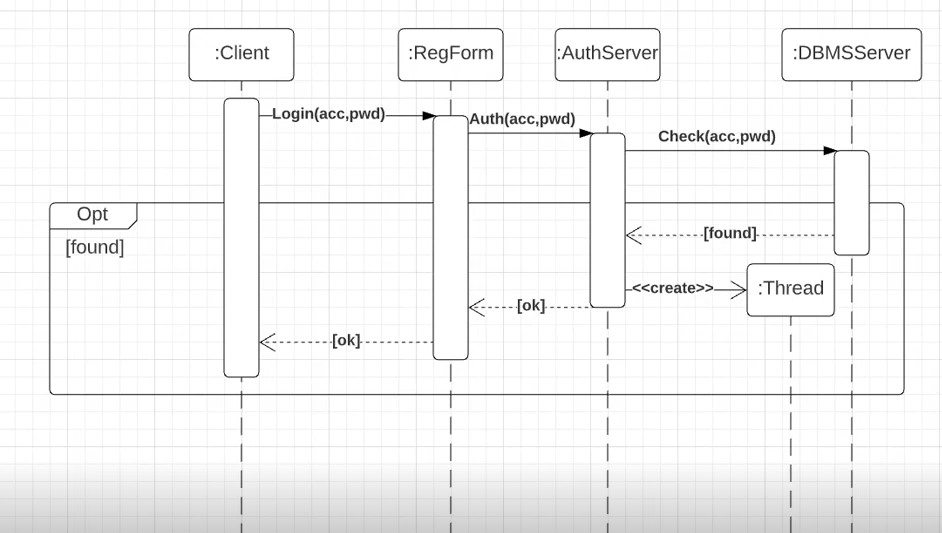 :Client
:RegForm
:AuthServer
:DBMSServer
Login(acc,pwd)
Auth(acc,pwd)
Check(acc,pwd)
Opt
[found]
[found]
<<create>>
:Thread
[ok]
[ok]